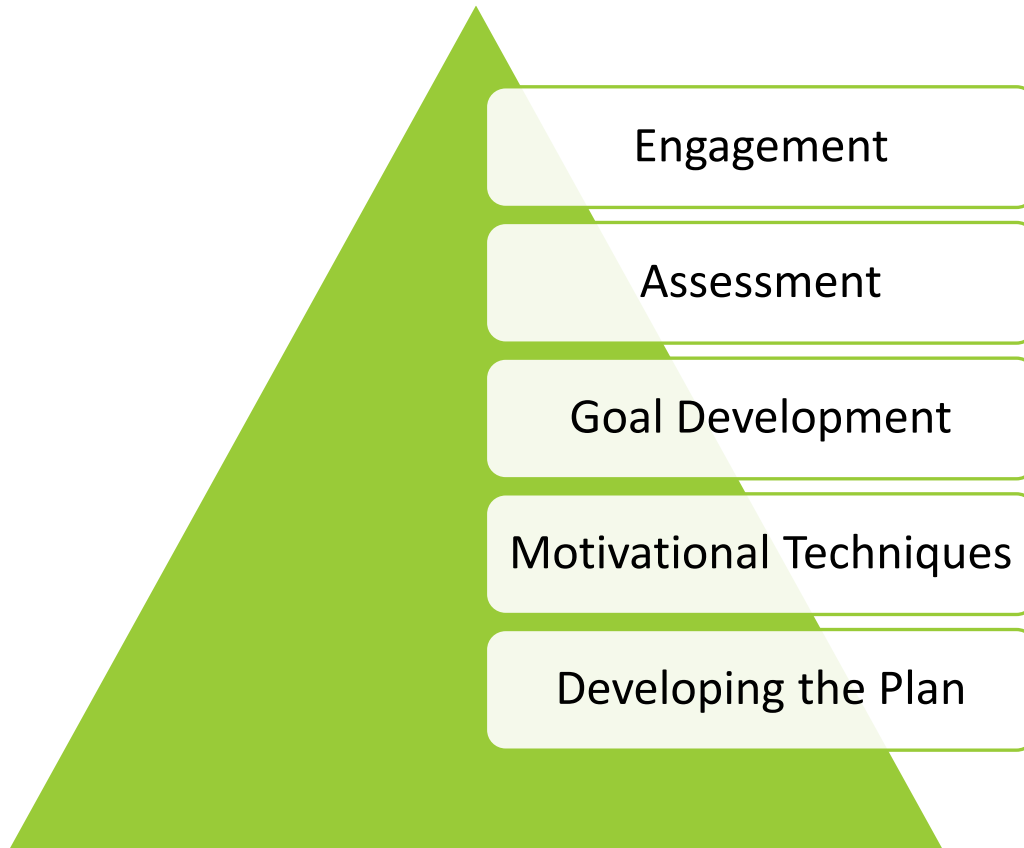 Engagement
Assessment
Goal Development
Motivational Techniques
Developing the Plan